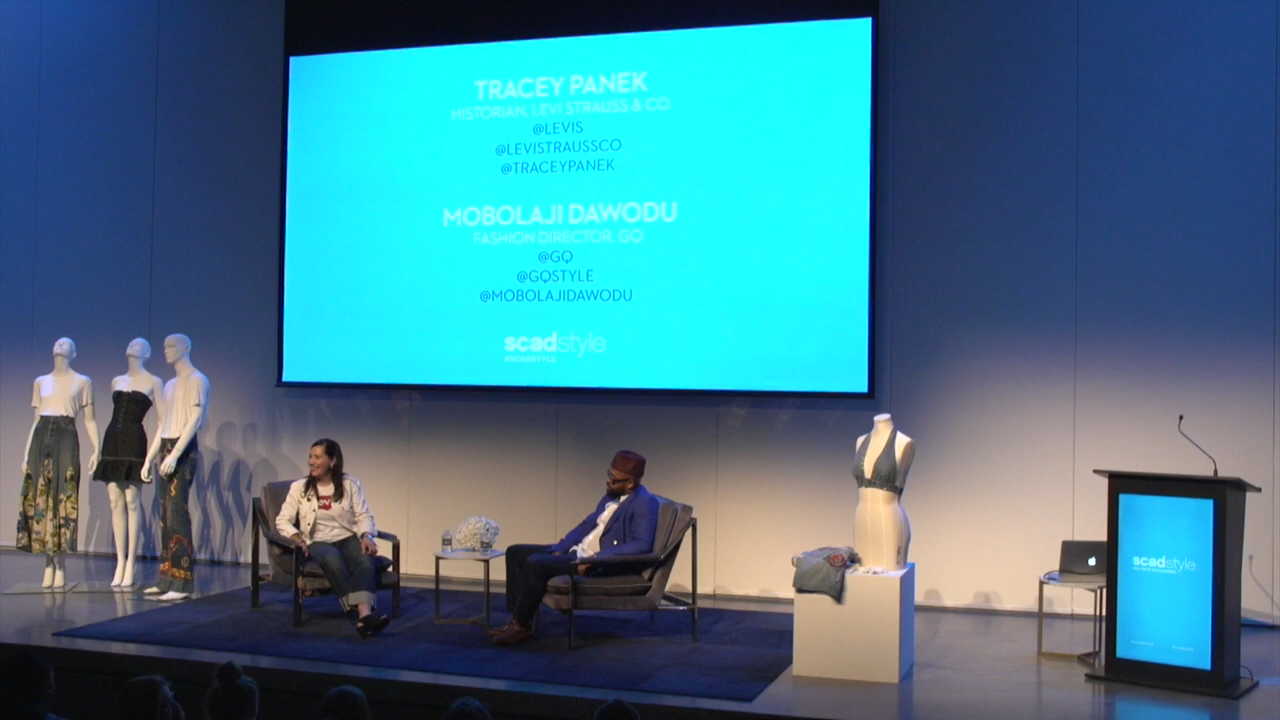 TRACEY PANEK
HISTORIAN, LEVI STRAUSS & CO.
@LEVIS
@LEVISTRAUSSCO
@TRACEYPANEK
MOBOLAJI DAWODU
FASHION DIRECTOR, GQ
@GQ
@GQSTYLE
@MOBOLAJIDAWODU
scadstyle
#SCADSTYLE
scadstyle